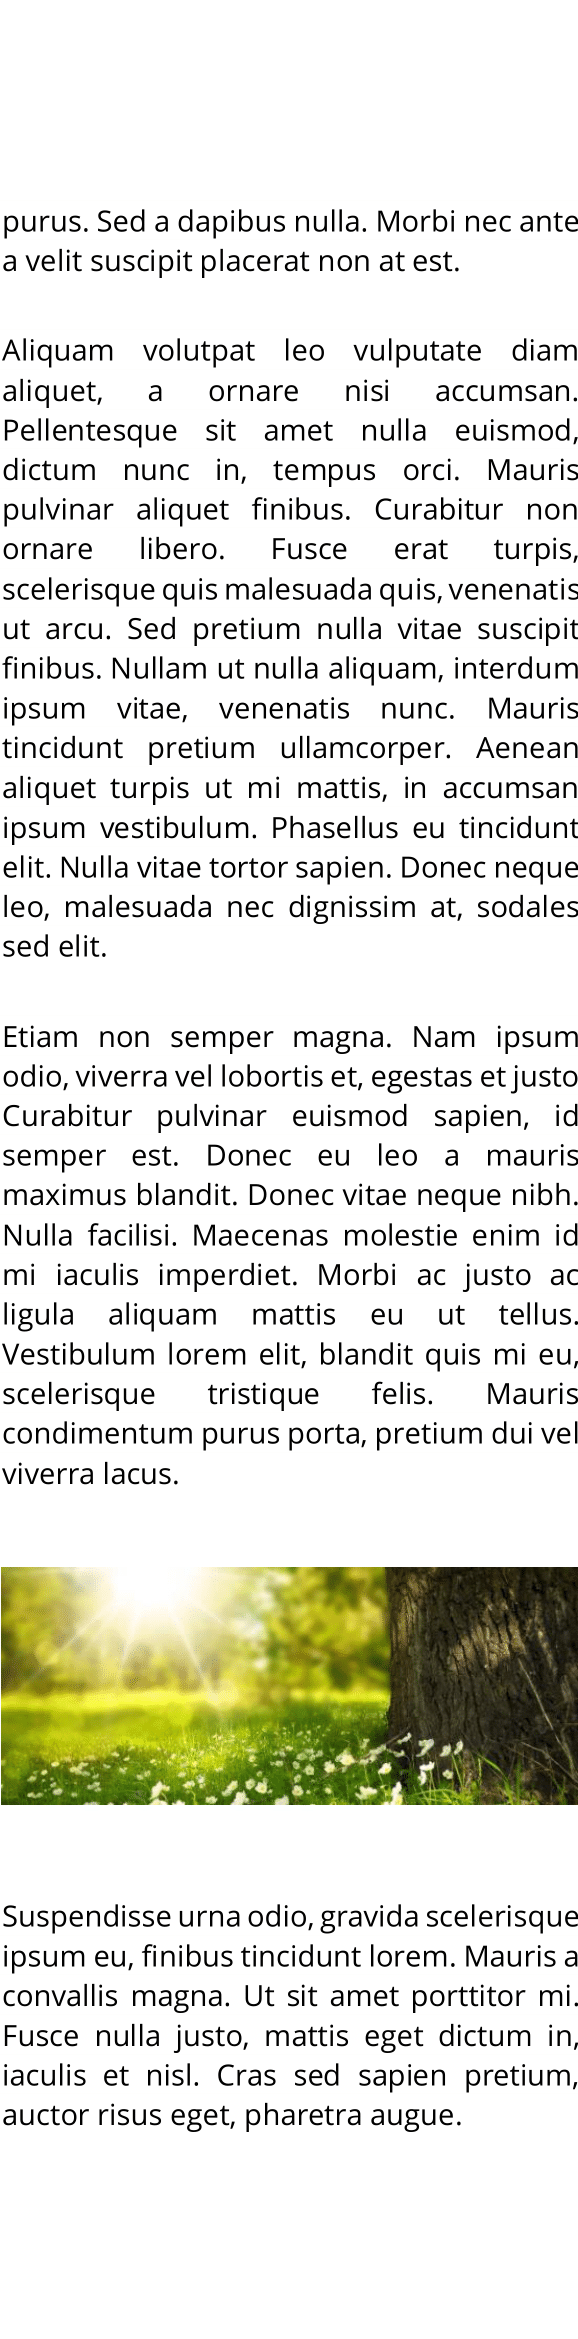 purus. Sed a dapibus nulla. Morbi nec ante
a velit suscipit placerat non at est.
Aliquam volutpat leo vulputate diam
aliquet, a ornare nisi accumsan.
Pellentesque sit amet nulla euismod,
dictum nunc in, tempus orci. Mauris
pulvinar aliquet finibus. Curabitur non
ornare libero. Fusce erat turpis,
scelerisque quis malesuada quis, venenatis
ut arcu. Sed pretium nulla vitae suscipit
finibus. Nullam ut nulla aliquam, interdum
ipsum vitae, venenatis nunc. Mauris
tincidunt pretium ullamcorper. Aenean
aliquet turpis ut mi mattis, in accumsan
ipsum vestibulum. Phasellus eu tincidunt
elit. Nulla vitae tortor sapien. Donec neque
leo, malesuada nec dignissim at, sodales
sed elit.
Etiam non semper magna. Nam ipsum
odio, viverra vel lobortis et, egestas et justo
Curabitur pulvinar euismod sapien, id
semper est. Donec eu leo a mauris
maximus blandit. Donec vitae neque nibh.
Nulla facilisi. Maecenas molestie enim id
mi iaculis imperdiet. Morbi ac justo ac
ligula aliquam mattis eu ut tellus.
Vestibulum lorem elit, blandit quis mi eu,
scelerisque tristique felis. Mauris
condimentum purus porta, pretium dui vel
viverra lacus.
Suspendisse urna odio, gravida scelerisque
ipsum eu, finibus tincidunt lorem. Mauris a
convallis magna. Ut sit amet porttitor mi.
Fusce nulla justo, mattis eget dictum in,
iaculis et nisl. Cras sed sapien pretium,
auctor risus eget, pharetra augue.